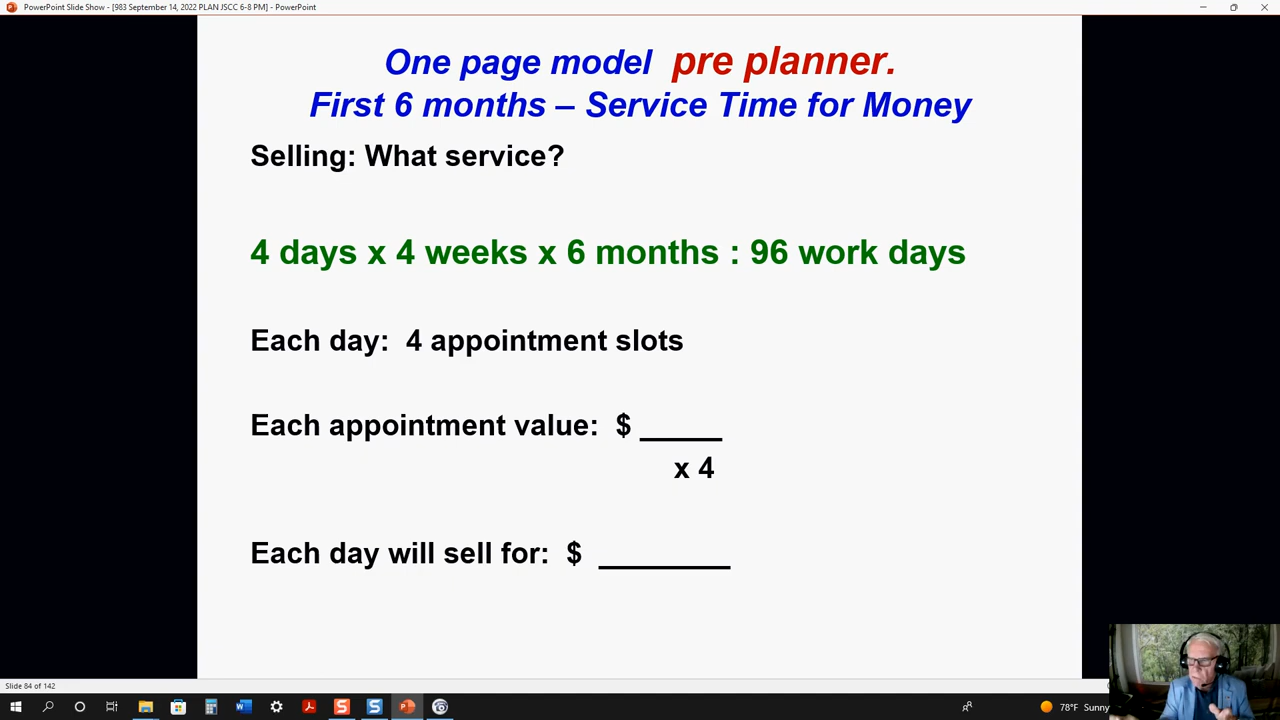 PowerPoint Slide Show - [983 September 14, 2022 PLAN JSCC 6-8 PM] - PowerPoint
One page model pre planner.
First 6 months – Service Time for Money
Selling: What service?
4 days x 4 weeks x 6 months : 96 work days
Each day: 4 appointment slots
Each appointment value: $ _____
x 4
Each day will sell for: $ _______
Slide 84 of 142
78°F Sunny